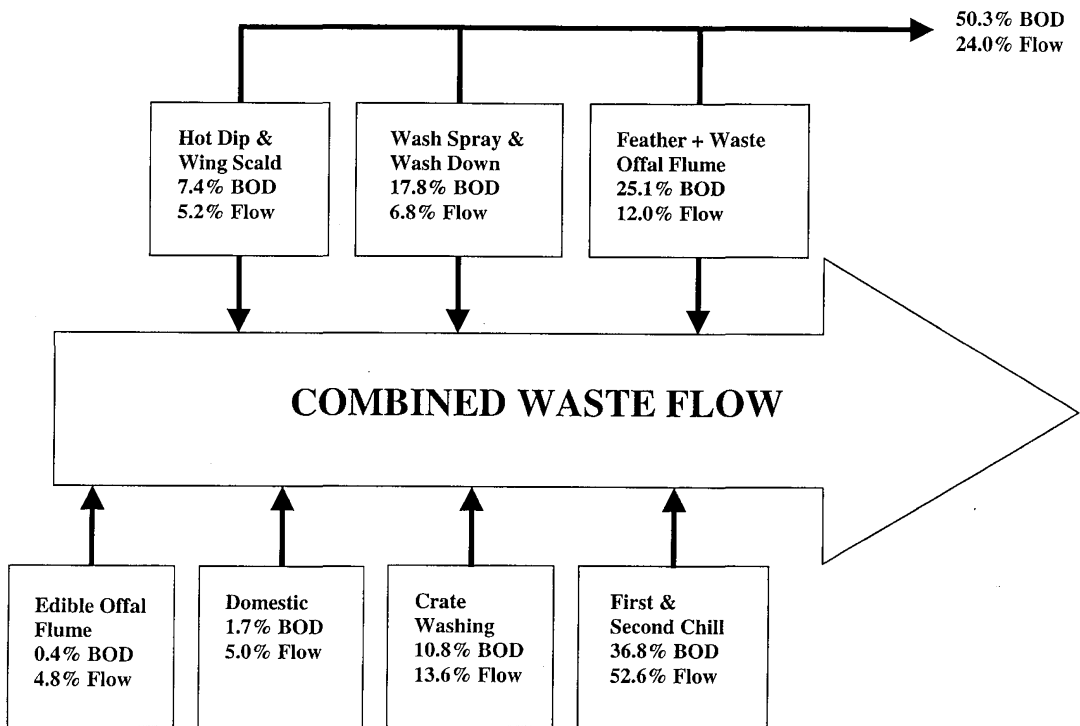 50.3% BOD
24.0% Flow
Hot Dip &
Wing Scald
7.4% BOD
5.2% Flow
Wash Spray &
Wash Down
17.8% BOD
6.8% Flow
Feather + Waste
Offal Flume
25.1% BOD
12.0% Flow
COMBINED WASTE FLOW
Edible Offal
Flume
0.4% BOD
4.8% Flow
Domestic
1.7% BOD
5.0% Flow
Crate
Washing
10.8% BOD
13.6% Flow
First &
Second Chill
36.8% BOD
52.6% Flow